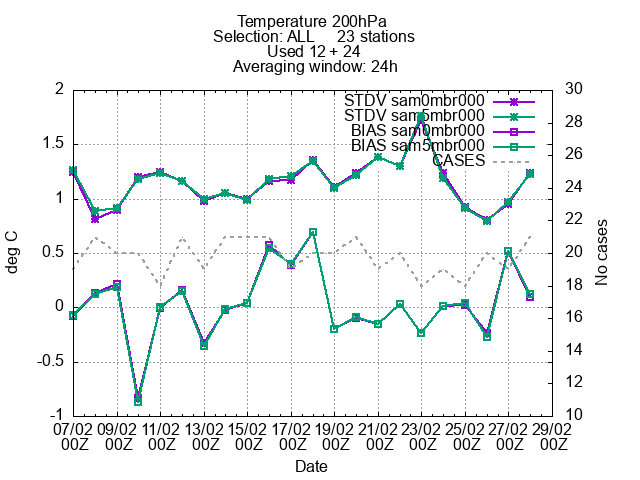 Temperature 200hPa
Selection: ALL 23 stations
Used 12 + 24
Averaging window: 24h
STDV sam0mbr000
STDV sam5mbr000
BIAS sam0mbr000
BIAS sam5mbr000
CASES
2
1.5
1
0.5
0
-0.5
-1
deg C
30
28
26
24
22
20
18
16
14
12
10
No cases
07/02 09/02 11/02 13/02 15/02 17/02 19/02 21/02 23/02 25/02 27/02 29/02
00Z 00Z 00Z 00Z 00Z 00Z 00Z 00Z 00Z 00Z 00Z 00Z
Date